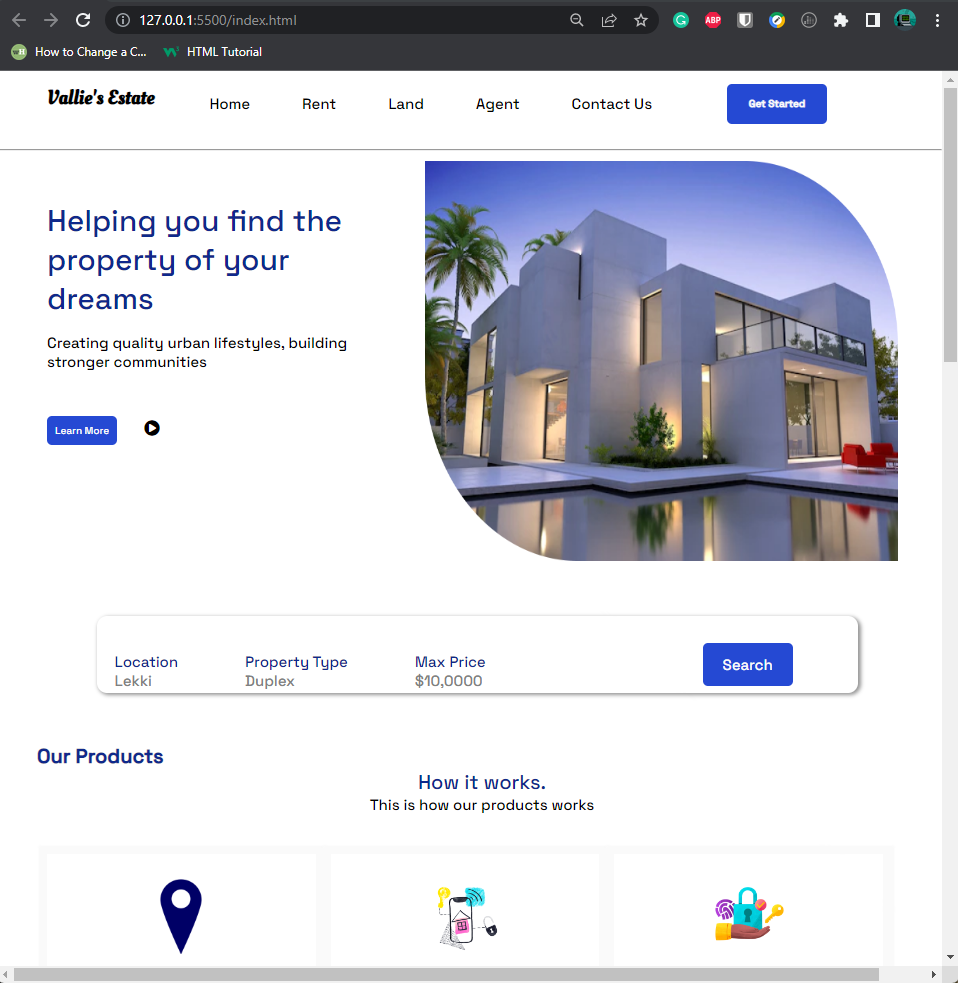 127.0.0.1:5500/index.html
ABP
How to Change a C...
HTML Tutorial
Vallie's Estate
Home
Rent
Land
Agent
Contact Us
Get Started
Helping you find the
property of your
dreams
Creating quality urban lifestyles, building
stronger communities
Learn More
Location
Property Type
Max Price
Lekki
Duplex
$10,0000
Search
Our Products
How it works.
This is how our products works